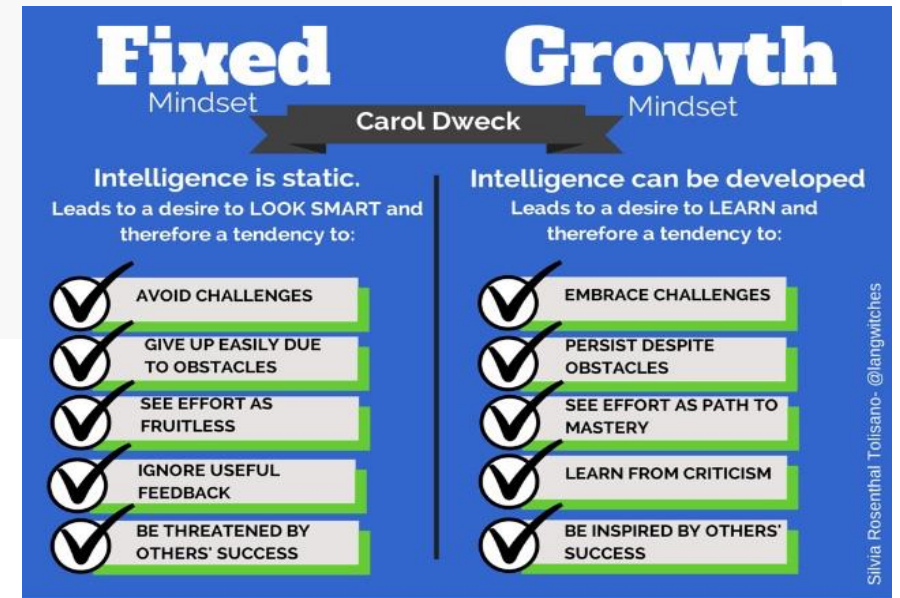 Fixed
Mindset
Growth
Mindset
Carol Dweck
Intelligence is static.
Leads to a desire to LOOK SMART and
therefore a tendency to:
AVOID CHALLENGES
GIVE UP EASILY DUE
TO OBSTACLES
SEE EFFORT AS
FRUITLESS
IGNORE USEFUL
FEEDBACK
BE THREATENED BY
OTHERS' SUCCESS
Intelligence can be developed
Leads to a desire to LEARN and
therefore a tendency to:
EMBRACE CHALLENGES
PERSIST DESPITE
OBSTACLES
SEE EFFORT AS PATH TO
MASTERY
LEARN FROM CRITICISM
BE INSPIRED BY OTHERS'
SUCCESS
Silvia Rosenthal Tolisano- @langwitches